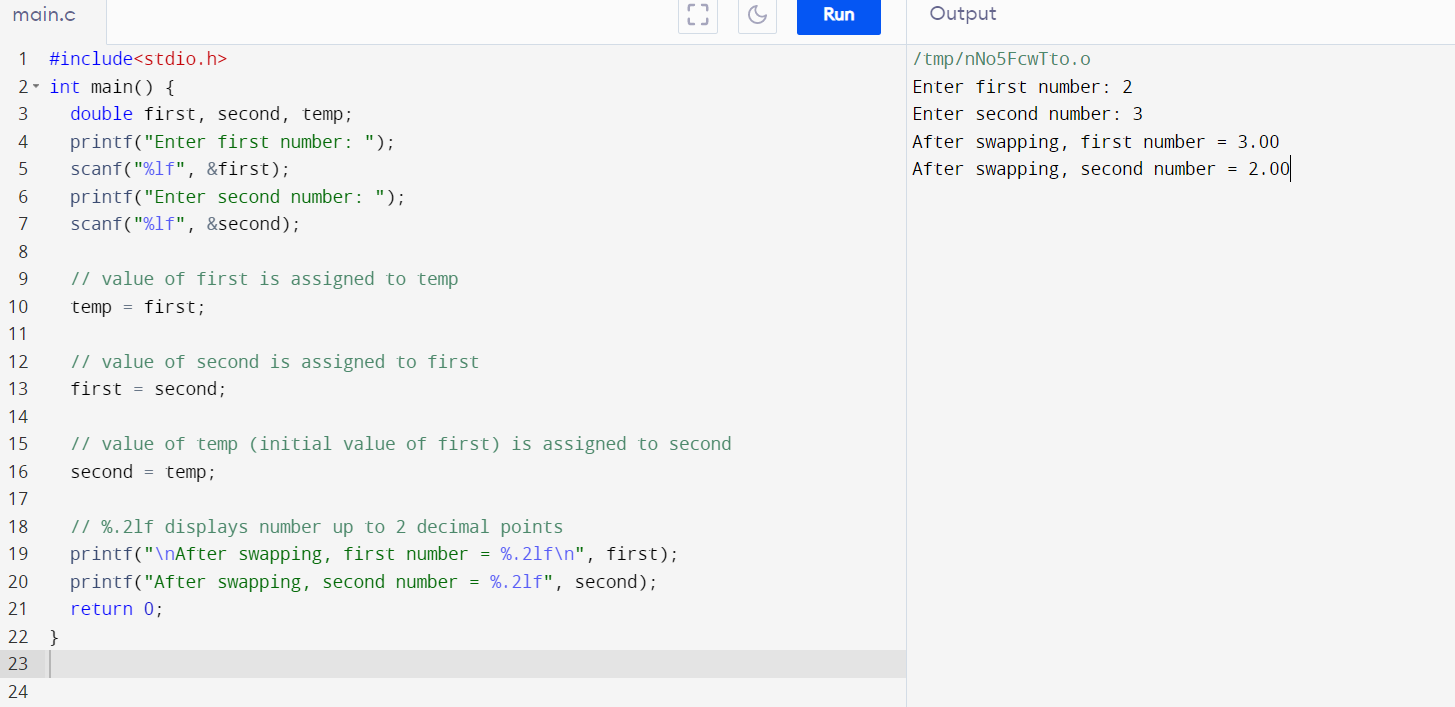 main.c
Run
Output
1 #include<stdio.h>
2 int main() {
3   double first, second, temp;
4   printf("Enter first number: ");
5   scanf("%lf", &first);
6   printf("Enter second number: ");
7   scanf("%lf", &second);
8
9   // value of first is assigned to temp
10   temp = first;
11
12   // value of second is assigned to first
13   first = second;
14
15   // value of temp (initial value of first) is assigned to second
16   second = temp;
17
18   // %.2lf displays number up to 2 decimal points
19   printf("\nAfter swapping, first number = %.2lf\n", first);
20   printf("After swapping, second number = %.2lf", second);
21   return 0;
22 }
23
24
/tmp/nNo5FcwTto.o
Enter first number: 2
Enter second number: 3
After swapping, first number = 3.00
After swapping, second number = 2.00